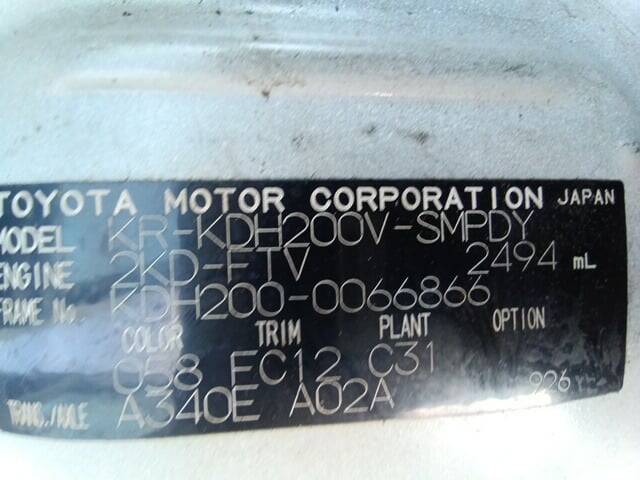 TOYOTA MOTOR CORPORATION JAPAN
MODEL KR-KDH200V-SMPDY
ENGINE 2KD-FTV 2494 mL
FRAME No. KDH200-0066866
COLOR TRIM PLANT OPTION
058 FC12 C31
TRANS./AXLE A340E A02A 926